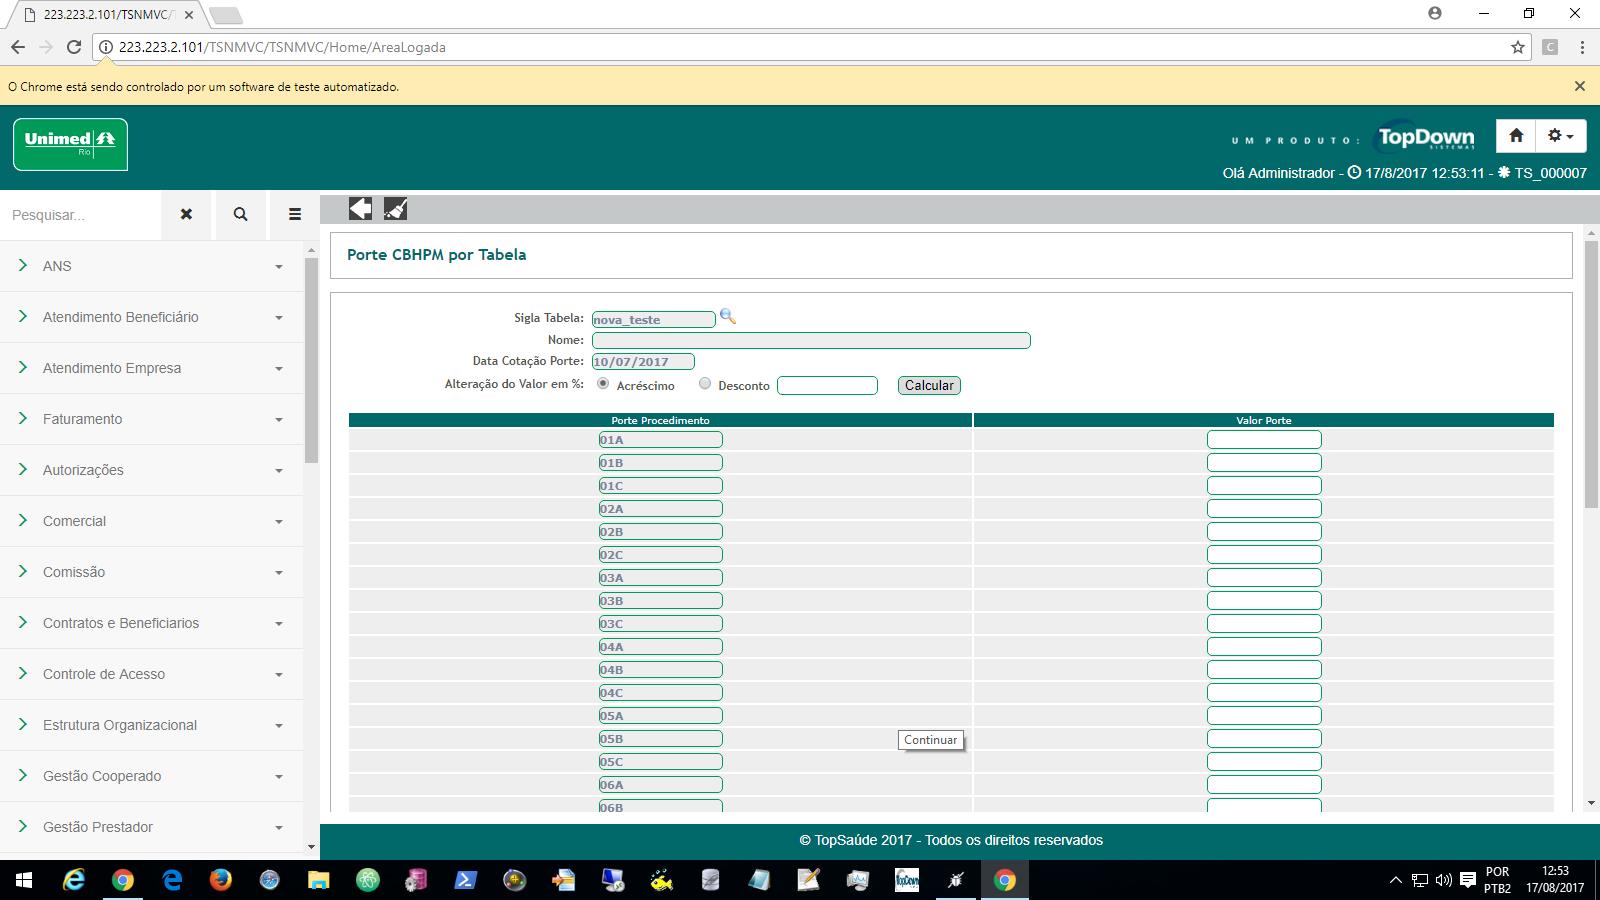 223.223.2.101/TSNMVC/T
223.223.2.101/TSNMVC/TSNMVC/Home/AreaLogada
C
O Chrome está sendo controlado por um software de teste automatizado.
Unimed
Rio
UM PRODUTO: TopDown
SISTEMAS
Olá Administrador - 17/8/2017 12:53:11 - TS_000007
Pesquisar...
ANS
Atendimento Beneficiário
Atendimento Empresa
Faturamento
Autorizações
Comercial
Comissão
Contratos e Beneficiarios
Controle de Acesso
Estrutura Organizacional
Gestão Cooperado
Gestão Prestador
Porte CBHPM por Tabela
Sigla Tabela: nova_teste
Nome:
Data Cotação Porte: 10/07/2017
Alteração do Valor em %: Acréscimo Desconto Calcular
Porte Procedimento Valor Porte
01A
01B
01C
02A
02B
02C
03A
03B
03C
04A
04B
04C
05A
05B
Continuar
05C
06A
06B
© TopSaúde 2017 - Todos os direitos reservados
TopDown
POR
PTB2
12:53
17/08/2017